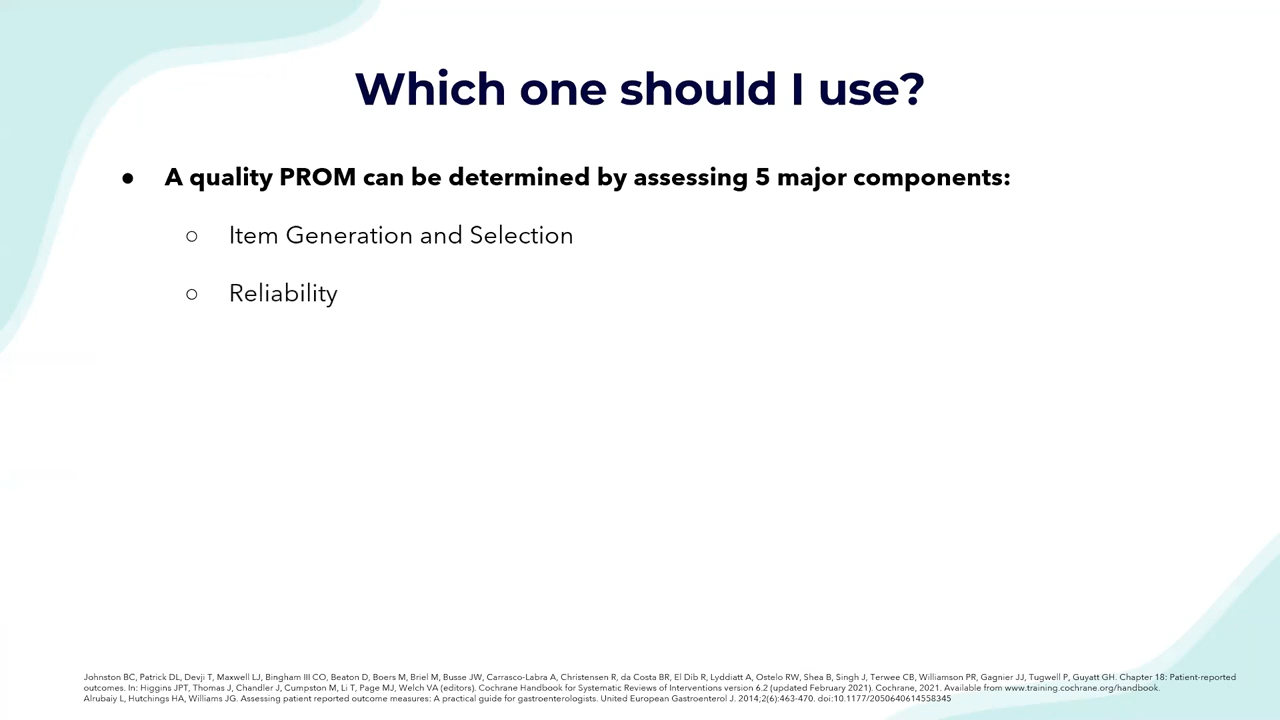 Which one should I use?
● A quality PROM can be determined by assessing 5 major components:
○ Item Generation and Selection
○ Reliability
Johnston BC, Patrick DL, Devji T, Maxwell LJ, Bingham III CO, Beaton D, Boers M, Briel M, Busse JW, Carrasco-Labra A, Christensen R, da Costa BR, El Dib R, Lyddiatt A, Ostelo RW, Shea B, Singh J, Terwee CB, Williamson PR, Gagnier JJ, Tugwell P, Guyatt GH. Chapter 18: Patient-reported
outcomes. In: Higgins JPT, Thomas J, Chandler J, Cumpston M, Li T, Page MJ, Welch VA (editors). Cochrane Handbook for Systematic Reviews of Interventions version 6.2 (updated February 2021). Cochrane, 2021. Available from www.training.cochrane.org/handbook.
Alrubaiy L, Hutchings HA, Williams JG. Assessing patient reported outcome measures: A practical guide for gastroenterologists. United European Gastroenterol J. 2014;2(6):463-470. doi:10.1177/2050640614558345